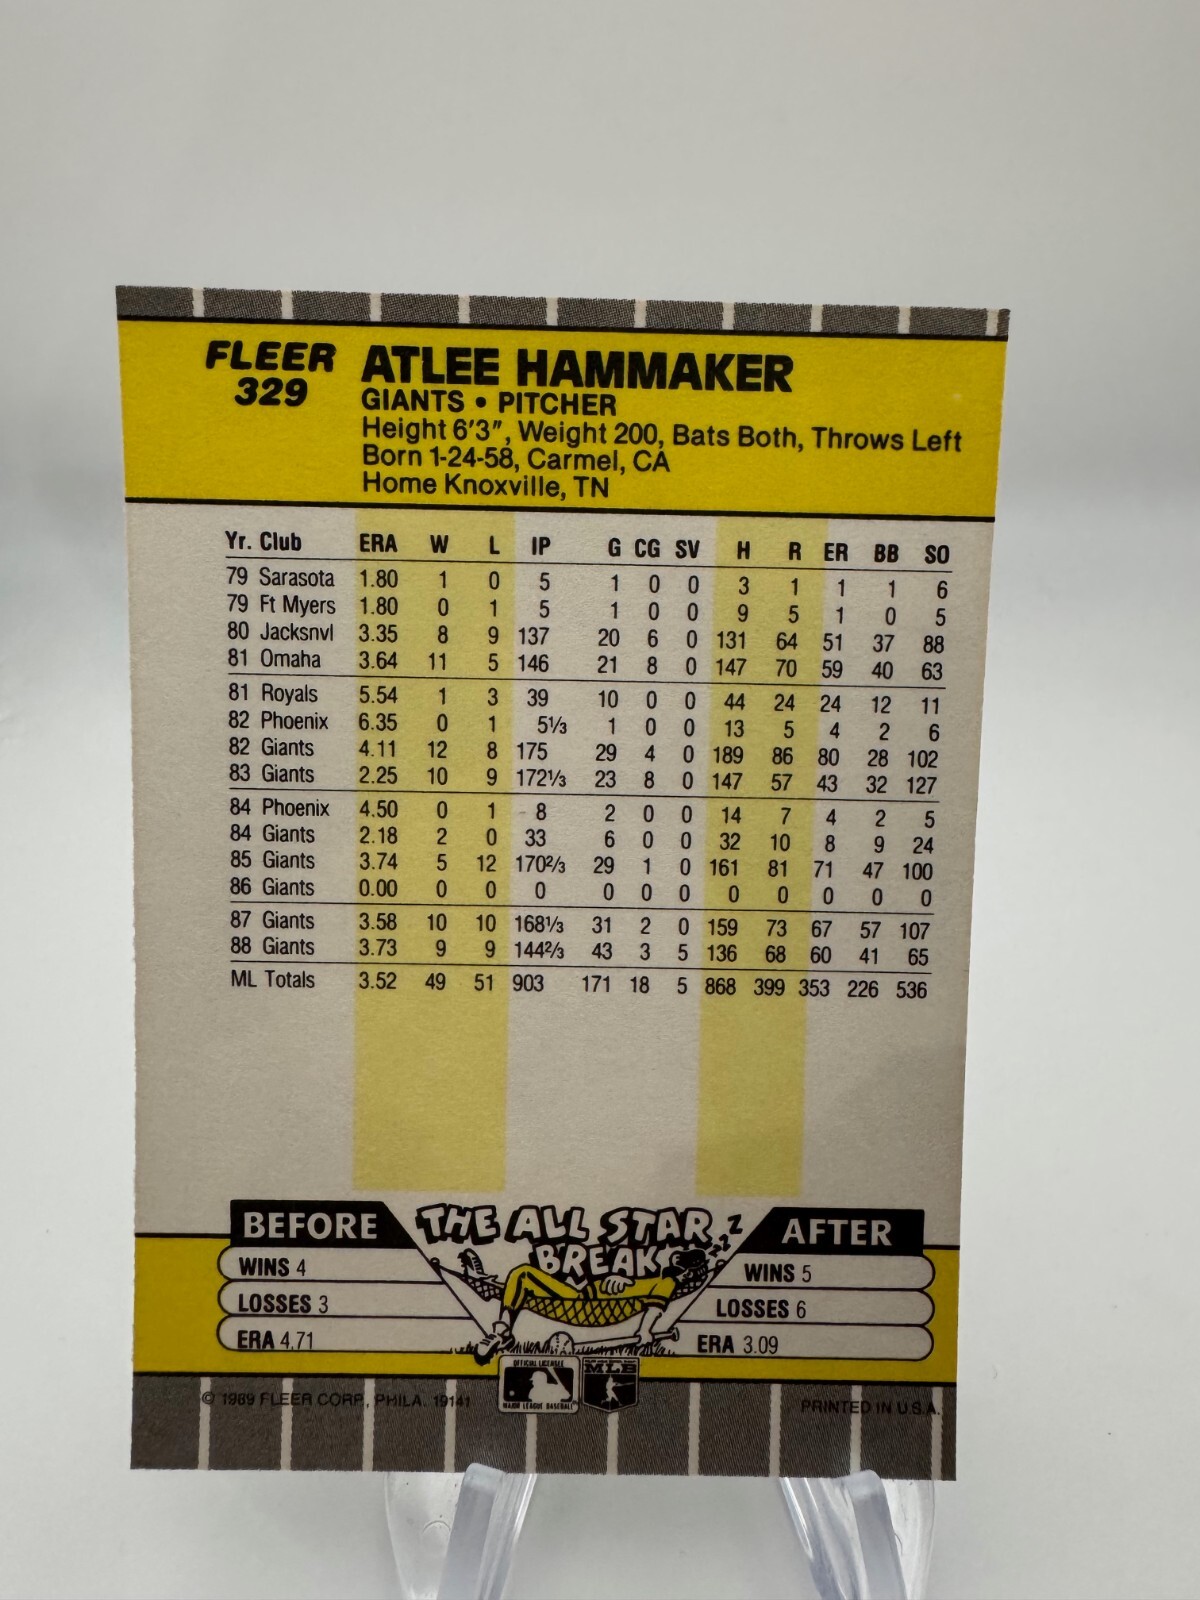 FLEER
329
ATLEE HAMMAKER
GIANTS • PITCHER
Height 6'3", Weight 200, Bats Both, Throws Left
Born 1-24-58, Carmel, CA
Home Knoxville, TN
Yr. Club ERA W L IP G CG SV H R ER BB SO
79 Sarasota 1.80 1 0 5 1 0 0 3 1 1 1 6
79 Ft Myers 1.80 0 1 5 1 0 0 9 5 1 0 5
80 Jacksnvl 3.35 8 9 137 20 6 0 131 64 51 37 88
81 Omaha 3.64 11 5 146 21 8 0 147 70 59 40 63
81 Royals 5.54 1 3 39 10 0 0 44 24 24 12 11
82 Phoenix 6.35 0 1 5⅓ 1 0 0 13 5 4 2 6
82 Giants 4.11 12 8 175 29 4 0 189 86 80 28 102
83 Giants 2.25 10 9 172⅓ 23 8 0 147 57 43 32 127
84 Phoenix 4.50 0 1 8 2 0 0 14 7 4 2 5
84 Giants 2.18 2 0 33 6 0 0 32 10 8 9 24
85 Giants 3.74 5 12 170⅔ 29 1 0 161 81 71 47 100
86 Giants 0.00 0 0 0 0 0 0 0 0 0 0 0
87 Giants 3.58 10 10 168⅓ 31 2 0 159 73 67 57 107
88 Giants 3.73 9 9 144⅔ 43 3 5 136 68 60 41 65
ML Totals 3.52 49 51 903 171 18 5 868 399 353 226 536
BEFORE THE ALL STAR BREAK ZZZZ AFTER
WINS 4 WINS 5
LOSSES 3 LOSSES 6
ERA 4.71 ERA 3.09
© 1989 FLEER CORP., PHILA. 19141 PRINTED IN U.S.A.
OFFICIAL LICENSEE
MAJOR LEAGUE BASEBALL
MLB